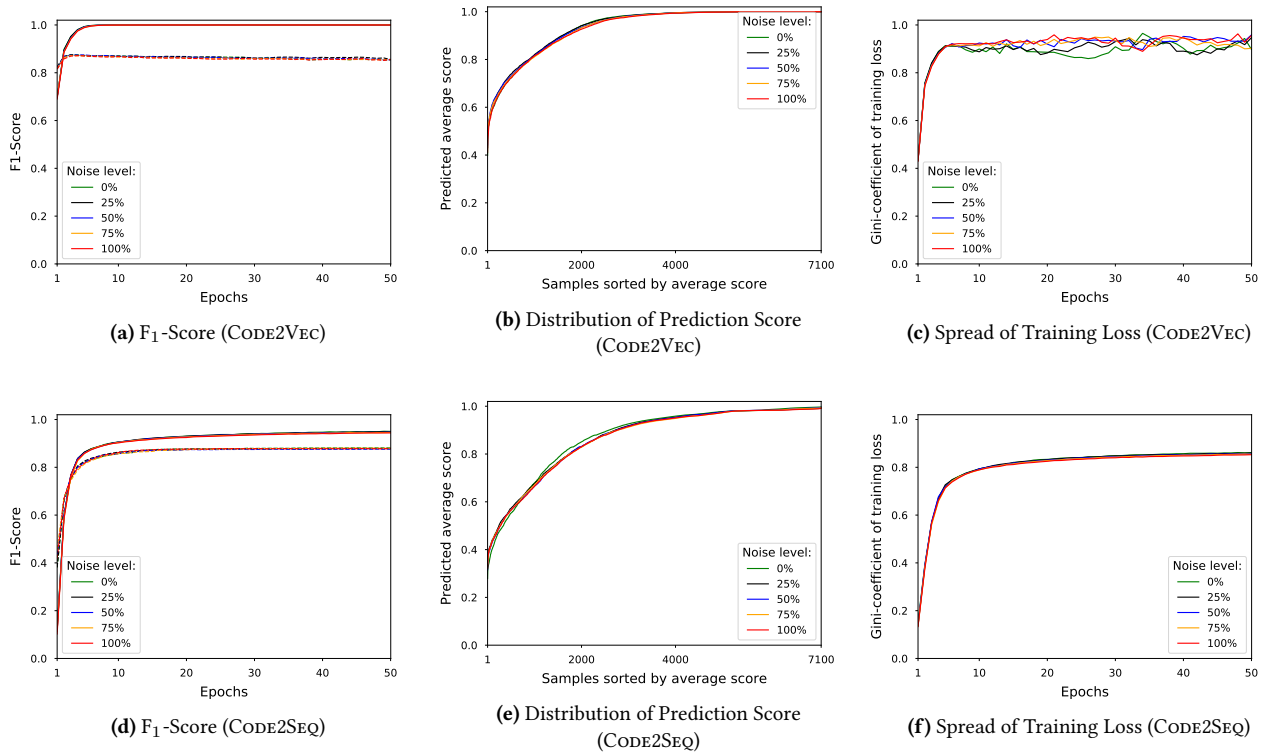 1.0
0.8
0.6
0.4
0.2
0.0
F1-Score
Noise level:
0%
25%
50%
75%
100%
1 10 20 30 40 50
Epochs
(a) F1-Score (Code2Vec)
1.0
0.8
0.6
0.4
0.2
0.0
Predicted average score
Noise level:
0%
25%
50%
75%
100%
1 2000 4000 7100
Samples sorted by average score
(b) Distribution of Prediction Score
(Code2Vec)
1.0
0.8
0.6
0.4
0.2
0.0
Gini-coefficient of training loss
Noise level:
0%
25%
50%
75%
100%
1 10 20 30 40 50
Epochs
(c) Spread of Training Loss (Code2Vec)
1.0
0.8
0.6
0.4
0.2
0.0
F1-Score
Noise level:
0%
25%
50%
75%
100%
1 10 20 30 40 50
Epochs
(d) F1-Score (Code2Seq)
1.0
0.8
0.6
0.4
0.2
0.0
Predicted average score
Noise level:
0%
25%
50%
75%
100%
1 2000 4000 7100
Samples sorted by average score
(e) Distribution of Prediction Score
(Code2Seq)
1.0
0.8
0.6
0.4
0.2
0.0
Gini-coefficient of training loss
Noise level:
0%
25%
50%
75%
100%
1 10 20 30 40 50
Epochs
(f) Spread of Training Loss (Code2Seq)